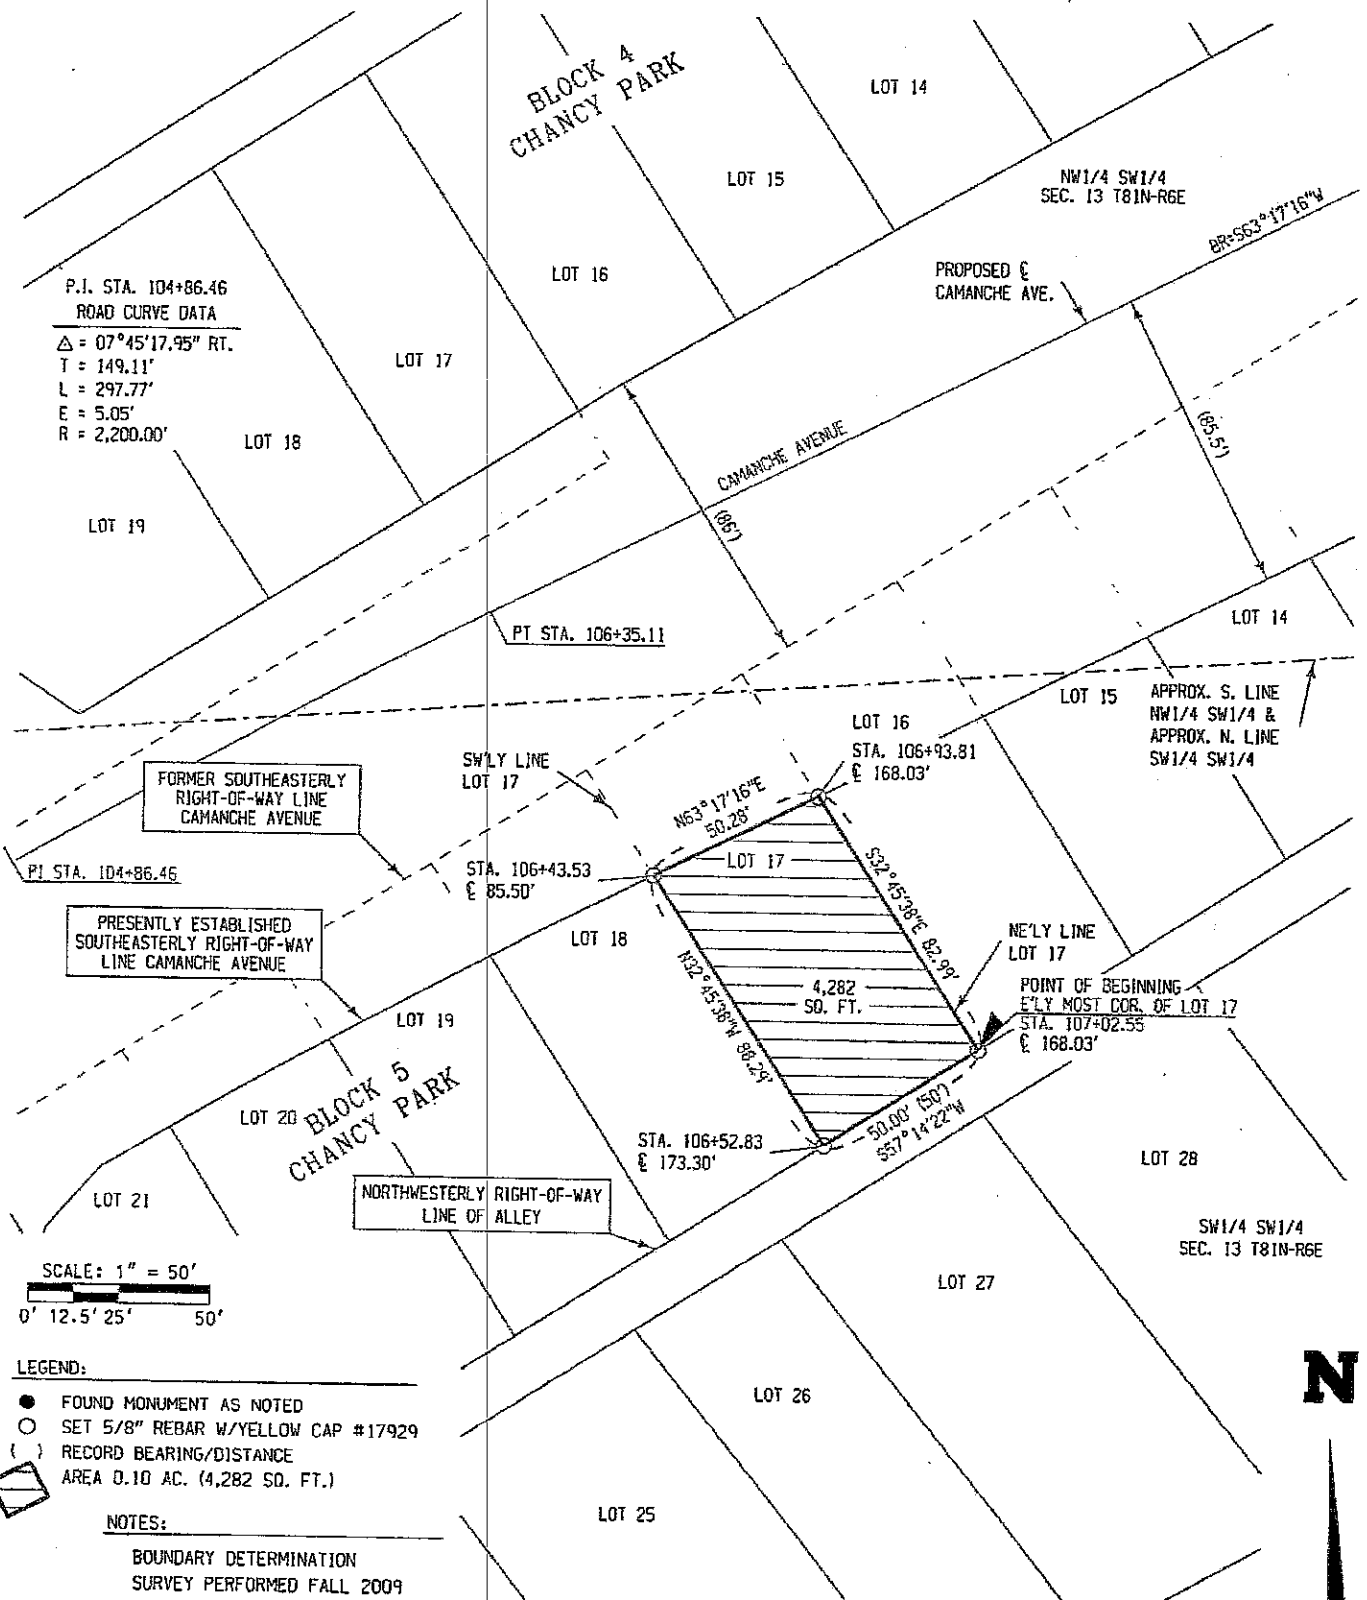 BLOCK 4
CHANCY PARK
LOT 14
LOT 15
NW1/4 SW1/4
SEC. 13 T81N-R6E
BR=S63°17'16"W
LOT 16
PROPOSED ℄
CAMANCHE AVE.
P.I. STA. 104+86.46
ROAD CURVE DATA
△ = 07°45'17.95" RT.
T = 149.11'
L = 297.77'
E = 5.05'
R = 2,200.00'
LOT 17
LOT 18
LOT 19
CAMANCHE AVENUE
(86')
(85.5')
PT STA. 106+35.11
LOT 14
LOT 15
APPROX. S. LINE
NW1/4 SW1/4 &
APPROX. N. LINE
SW1/4 SW1/4
LOT 16
STA. 106+93.81
℄ 168.03'
SW'LY LINE
LOT 17
FORMER SOUTHEASTERLY
RIGHT-OF-WAY LINE
CAMANCHE AVENUE
N63°17'16"E
50.28'
LOT 17
PI STA. 104+86.46
STA. 106+43.53
℄ 85.50'
S32°45'38"E 82.99'
PRESENTLY ESTABLISHED
SOUTHEASTERLY RIGHT-OF-WAY
LINE CAMANCHE AVENUE
LOT 18
NE'LY LINE
LOT 17
N32°45'38"W 88.29'
4,282
SQ. FT.
POINT OF BEGINNING
E'LY MOST COR. OF LOT 17
STA. 107+02.55
℄ 168.03'
LOT 19
LOT 20
BLOCK 5
CHANCY PARK
50.00' (50')
S57°14'22"W
STA. 106+52.83
℄ 173.30'
LOT 28
LOT 21
NORTHWESTERLY RIGHT-OF-WAY
LINE OF ALLEY
SW1/4 SW1/4
SEC. 13 T81N-R6E
SCALE: 1" = 50'
0' 12.5' 25' 50'
LOT 27
LEGEND:
FOUND MONUMENT AS NOTED
SET 5/8" REBAR W/YELLOW CAP #17929
( ) RECORD BEARING/DISTANCE
AREA 0.10 AC. (4,282 SQ. FT.)
LOT 26
N
LOT 25
NOTES:
BOUNDARY DETERMINATION
SURVEY PERFORMED FALL 2009